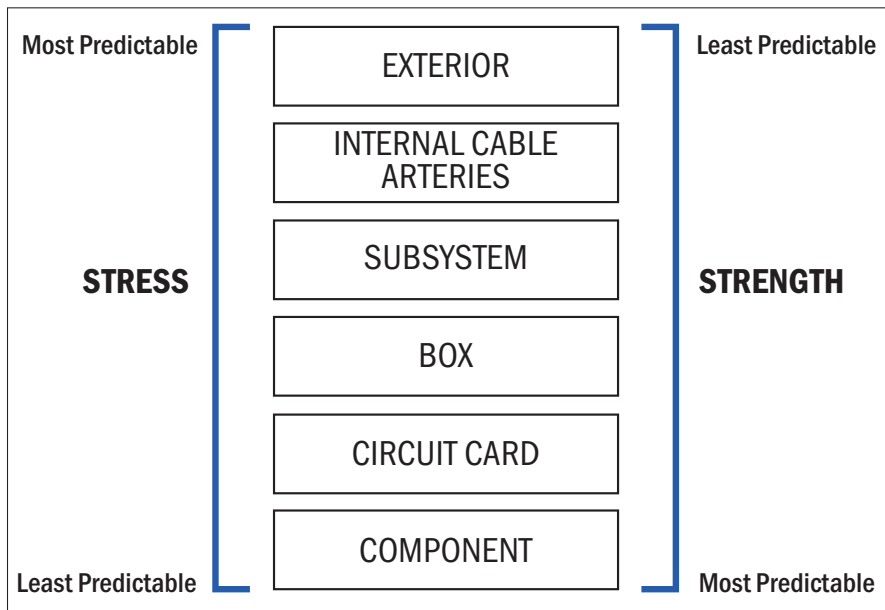 Most Predictable
EXTERIOR
Least Predictable
INTERNAL CABLE
ARTERIES
SUBSYSTEM
STRESS
STRENGTH
BOX
CIRCUIT CARD
COMPONENT
Least Predictable
Most Predictable